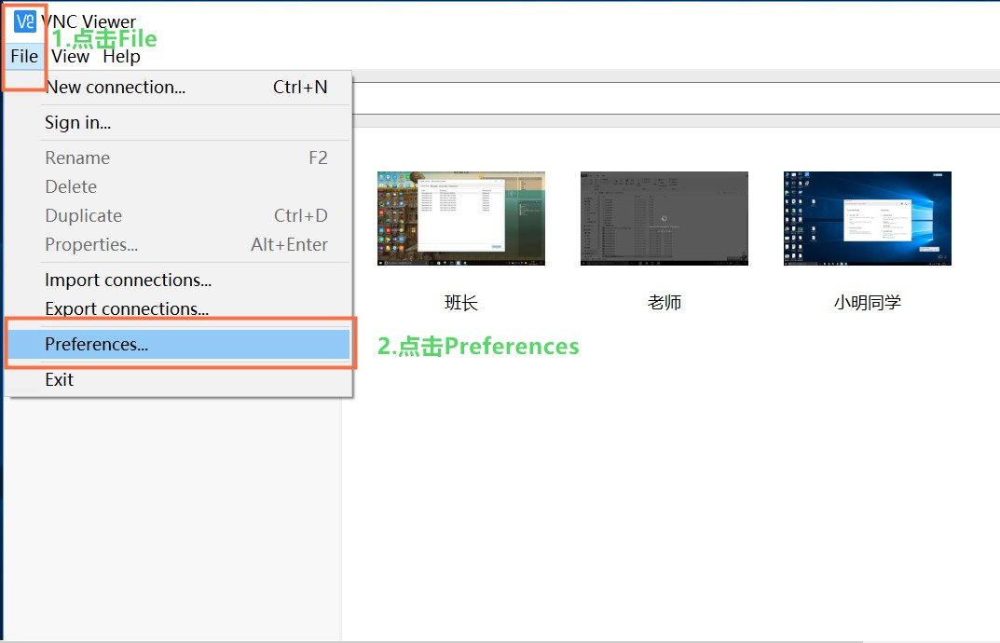 VNC Viewer
1.点击File
File View Help
New connection... Ctrl+N
Sign in...
Rename F2
Delete
Duplicate Ctrl+D
Properties... Alt+Enter
Import connections...
Export connections...
Preferences...
Exit
班长 老师 小明同学
2.点击Preferences